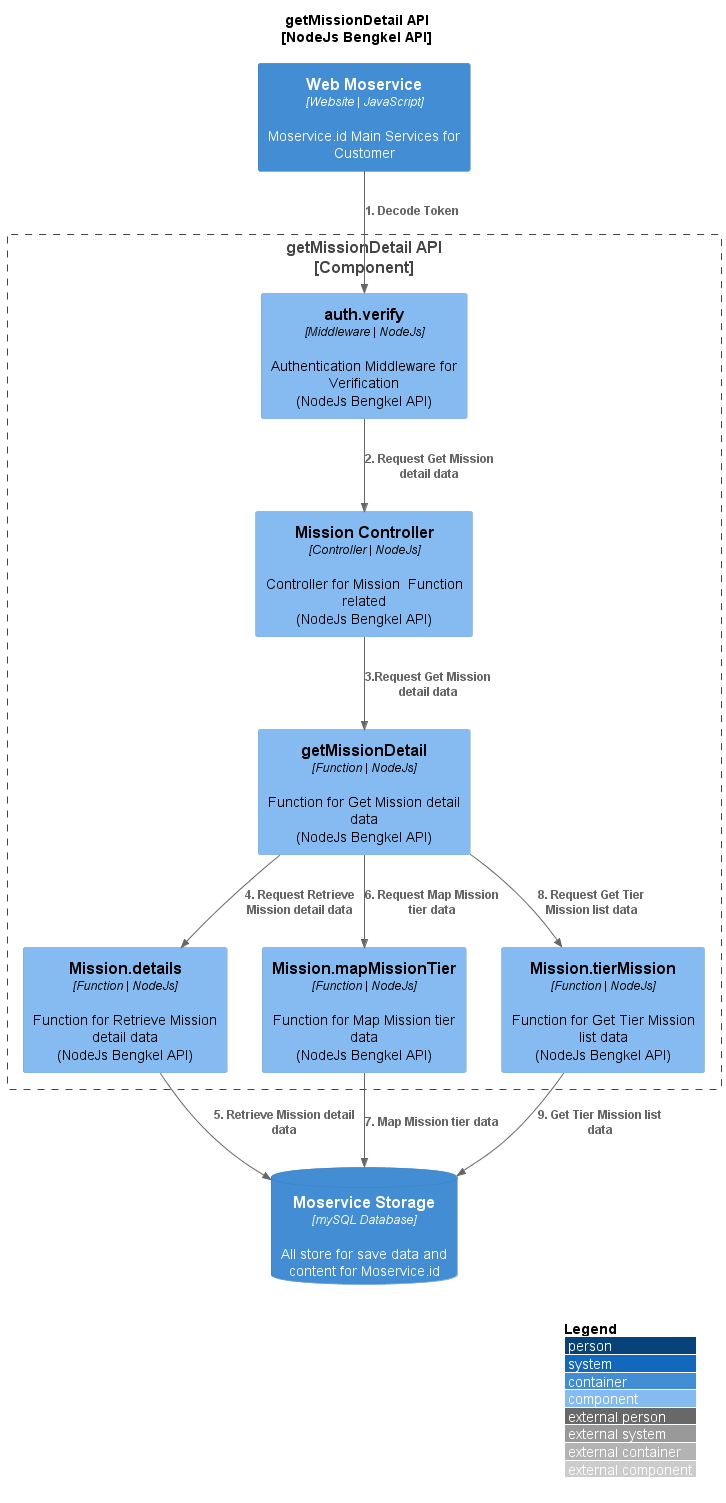 getMissionDetail API
[NodeJs Bengkel API]
Web Moservice
[Website | JavaScript]
Moservice.id Main Services for
Customer
1. Decode Token
getMissionDetail API
[Component]
auth.verify
[Middleware | NodeJs]
Authentication Middleware for
Verification
(NodeJs Bengkel API)
2. Request Get Mission
detail data
Mission Controller
[Controller | NodeJs]
Controller for Mission  Function
related
(NodeJs Bengkel API)
3.Request Get Mission
detail data
getMissionDetail
[Function | NodeJs]
Function for Get Mission detail
data
(NodeJs Bengkel API)
4. Request Retrieve
Mission detail data
6. Request Map Mission
tier data
8. Request Get Tier
Mission list data
Mission.details
[Function | NodeJs]
Function for Retrieve Mission
detail data
(NodeJs Bengkel API)
Mission.mapMissionTier
[Function | NodeJs]
Function for Map Mission tier
data
(NodeJs Bengkel API)
Mission.tierMission
[Function | NodeJs]
Function for Get Tier Mission
list data
(NodeJs Bengkel API)
5. Retrieve Mission detail
data
7. Map Mission tier data
9. Get Tier Mission list
data
Moservice Storage
[mySQL Database]
All store for save data and
content for Moservice.id
Legend
person
system
container
component
external person
external system
external container
external component